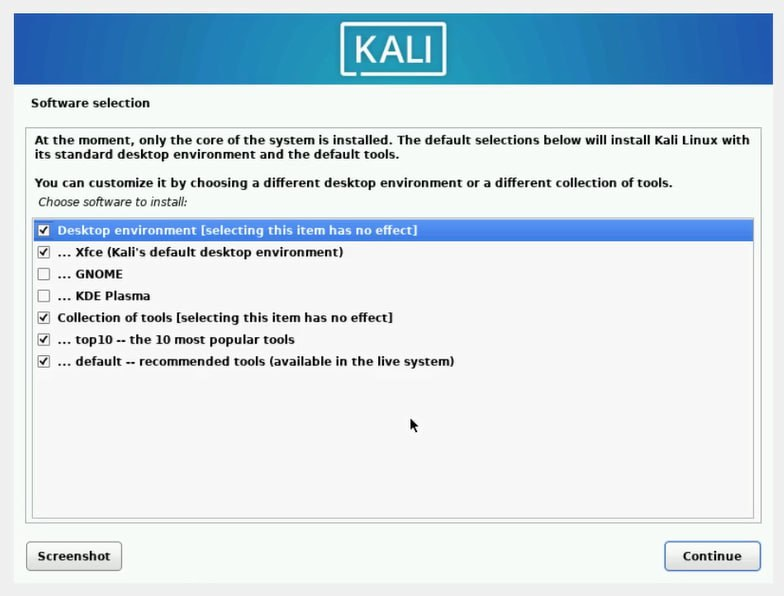 KALI
Software selection
At the moment, only the core of the system is installed. The default selections below will install Kali Linux with
its standard desktop environment and the default tools.
You can customize it by choosing a different desktop environment or a different collection of tools.
Choose software to install:
Desktop environment [selecting this item has no effect]
... Xfce (Kali's default desktop environment)
... GNOME
... KDE Plasma
Collection of tools [selecting this item has no effect]
... top10 -- the 10 most popular tools
... default -- recommended tools (available in the live system)
Screenshot
Continue